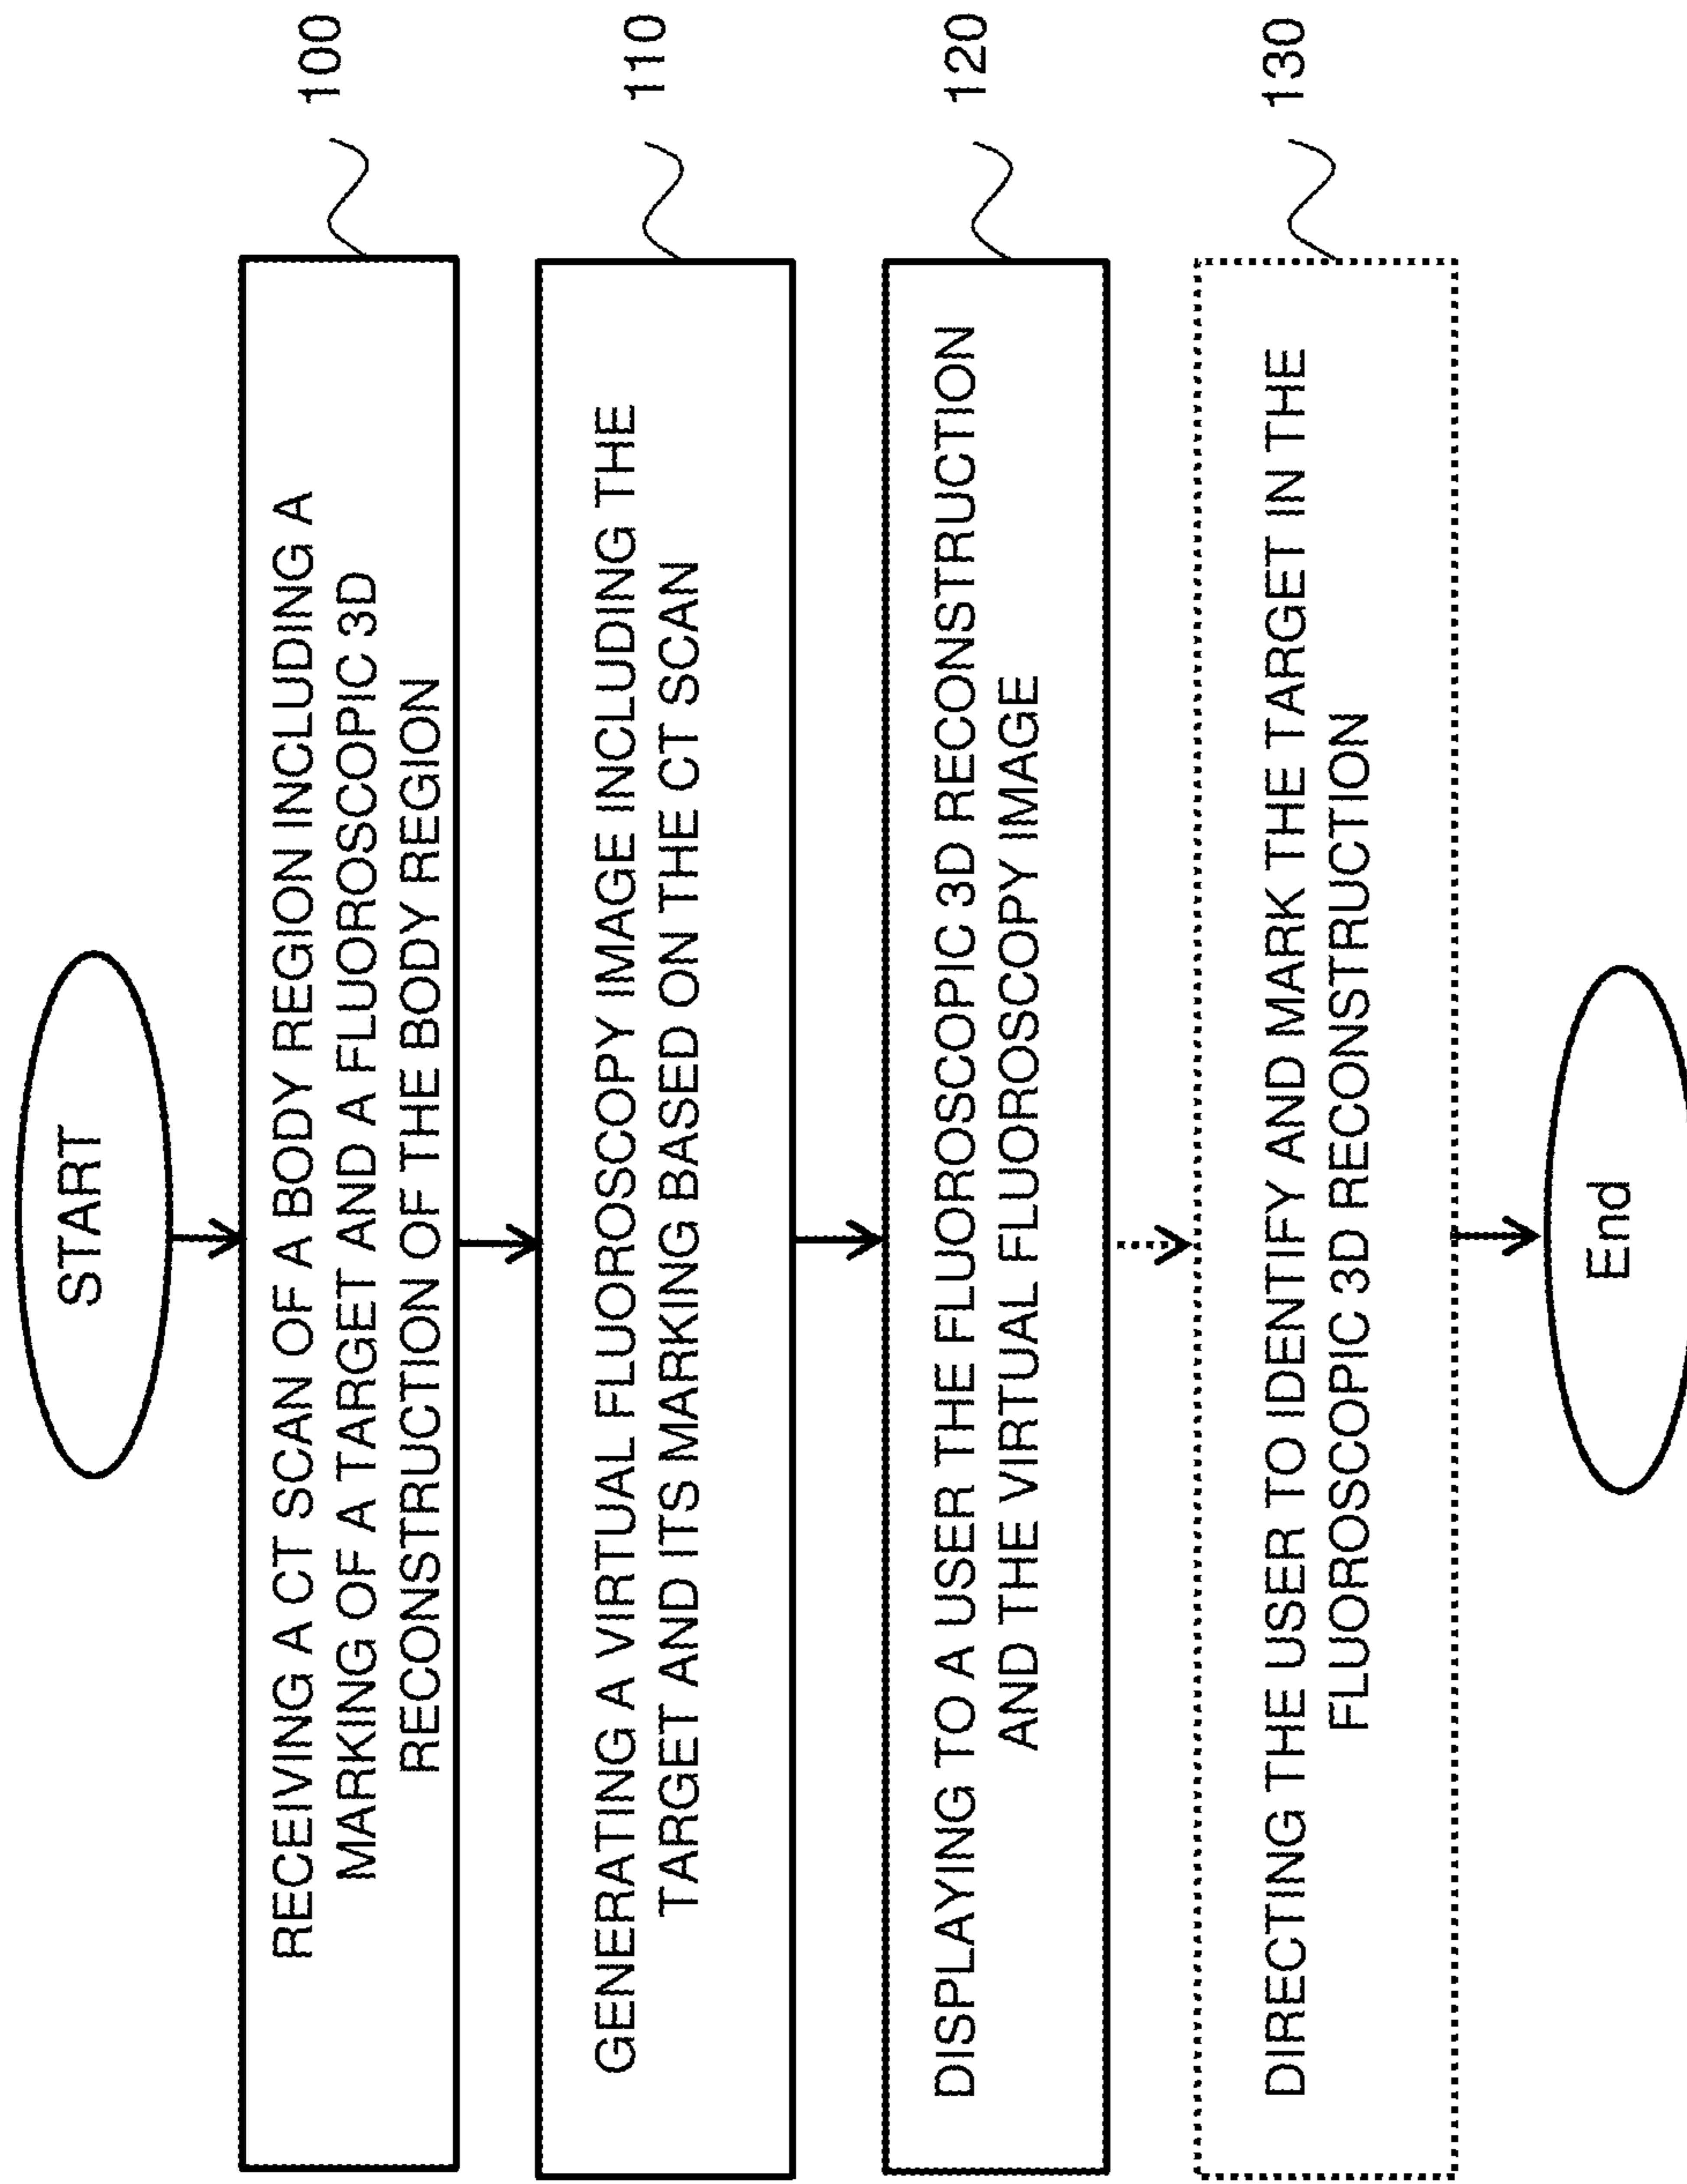 START
RECEIVING A CT SCAN OF A BODY REGION INCLUDING A
MARKING OF A TARGET AND A FLUOROSCOPIC 3D
RECONSTRUCTION OF THE BODY REGION
100
GENERATING A VIRTUAL FLUOROSCOPY IMAGE INCLUDING THE
TARGET AND ITS MARKING BASED ON THE CT SCAN
110
DISPLAYING TO A USER THE FLUOROSCOPIC 3D RECONSTRUCTION
AND THE VIRTUAL FLUOROSCOPY IMAGE
120
DIRECTING THE USER TO IDENTIFY AND MARK THE TARGET IN THE
FLUOROSCOPIC 3D RECONSTRUCTION
130
End